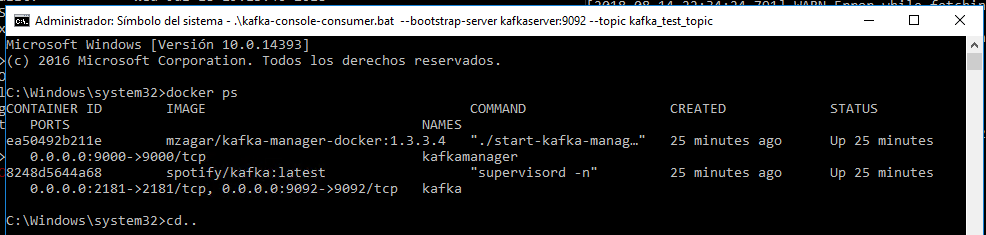 [2018-08-14 22:34:24,791] WARN Error while fetchin
Administrador: Símbolo del sistema - .\kafka-console-consumer.bat --bootstrap-server kafkaserver:9092 --topic kafka_test_topic
Microsoft Windows [Versión 10.0.14393]
(c) 2016 Microsoft Corporation. Todos los derechos reservados.
C:\Windows\system32>docker ps
CONTAINER ID IMAGE COMMAND CREATED STATUS
PORTS NAMES
ea50492b211e mzagar/kafka-manager-docker:1.3.3.4 "./start-kafka-manag…" 25 minutes ago Up 25 minutes
0.0.0.0:9000->9000/tcp kafkamanager
8248d5644a68 spotify/kafka:latest "supervisord -n" 25 minutes ago Up 25 minutes
0.0.0.0:2181->2181/tcp, 0.0.0.0:9092->9092/tcp kafka
C:\Windows\system32>cd..